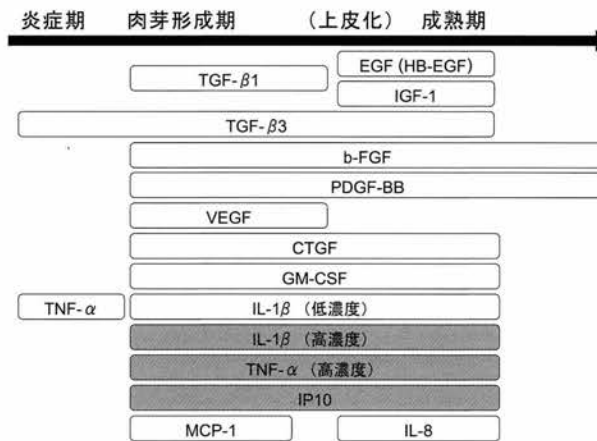 炎症期 肉芽形成期 (上皮化) 成熟期
EGF (HB-EGF)
TGF-β1
IGF-1
TGF-β3
b-FGF
PDGF-BB
VEGF
CTGF
GM-CSF
TNF-α IL-1β (低濃度)
IL-1β (高濃度)
TNF-α (高濃度)
IP10
MCP-1 IL-8